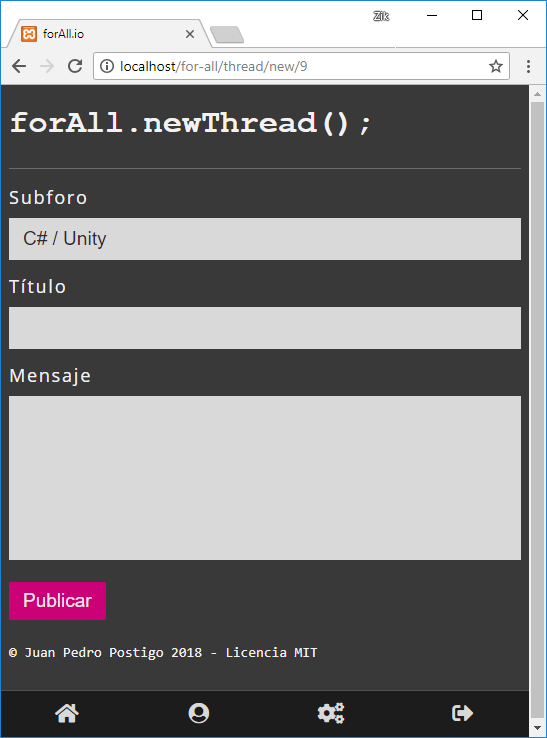 Zik
forAll.io
localhost/for-all/thread/new/9
forAll.newThread();
Subforo
C# / Unity
Título
Mensaje
Publicar
© Juan Pedro Postigo 2018 - Licencia MIT